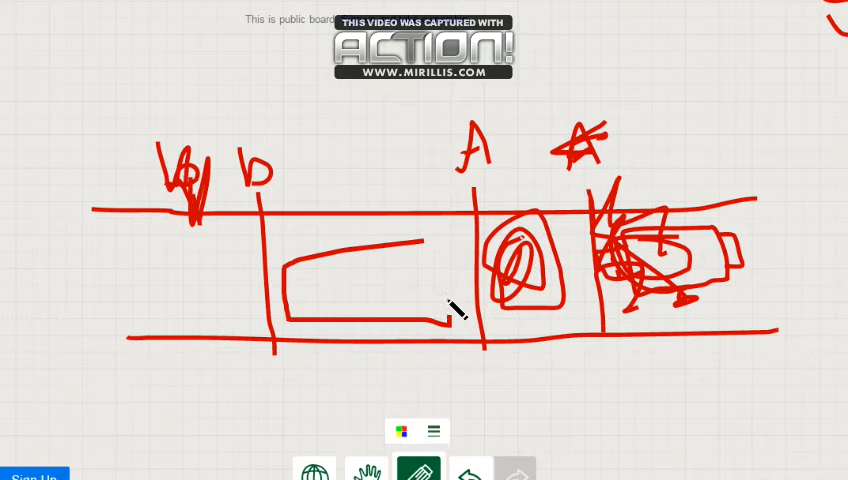 This is public board
THIS VIDEO WAS CAPTURED WITH
ACTION!
WWW.MIRILLIS.COM
D
A
Sign Up